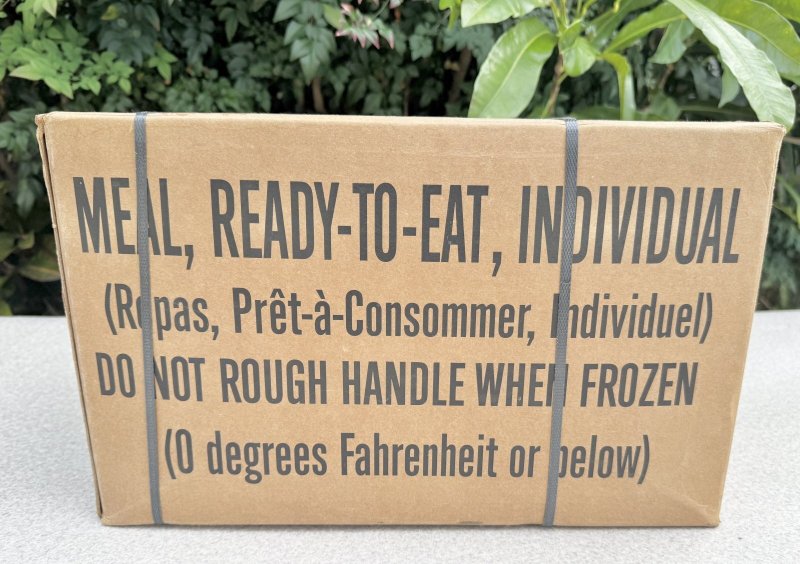 MEAL, READY-TO-EAT, INDIVIDUAL
(Repas, Prêt-à-Consommer, Individuel)
DO NOT ROUGH HANDLE WHEN FROZEN
(0 degrees Fahrenheit or below)